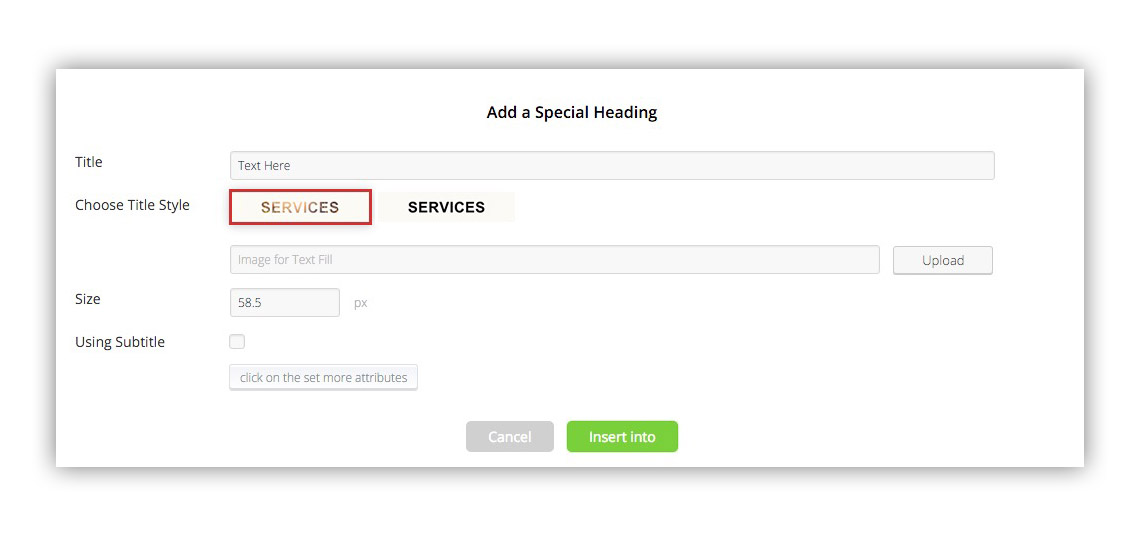 Add a Special Heading
Title
Text Here
Choose Title Style
SERVICES
SERVICES
Image for Text Fill
Upload
Size
58.5
px
Using Subtitle
click on the set more attributes
Cancel
Insert into